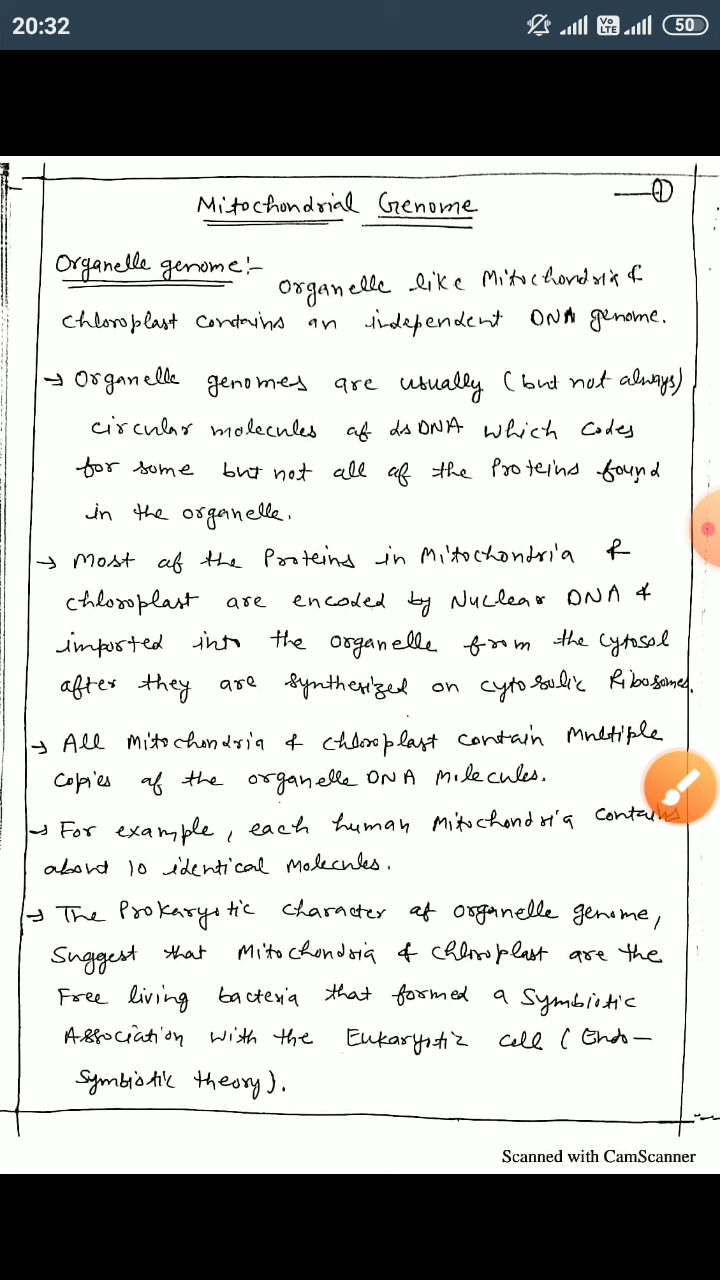 20:32
Vo LTE
50
①
Mitochondrial Genome
Organelle genome:-
Organelle like Mitochondria &
chloroplast contains an independent DNA genome.
→ Organelle genomes are usually (but not always)
circular molecules of ds DNA which codes
for some but not all of the proteins found
in the organelle.
→ Most of the Proteins in Mitochondria &
chloroplast are encoded by Nuclear DNA &
imported into the organelle from the cytosol
after they are synthesized on cytosolic Ribosomes.
→ All Mitochondria & chloroplast contain Multiple
copies of the organelle DNA Molecules.
→ For example, each human Mitochondria contains
about 10 identical Molecules.
→ The Prokaryotic character of organelle genome,
Suggest that Mitochondria & chloroplast are the
Free living bacteria that formed a Symbiotic
Association with the Eukaryotic cell (Endo-
Symbiotic theory).
Scanned with CamScanner